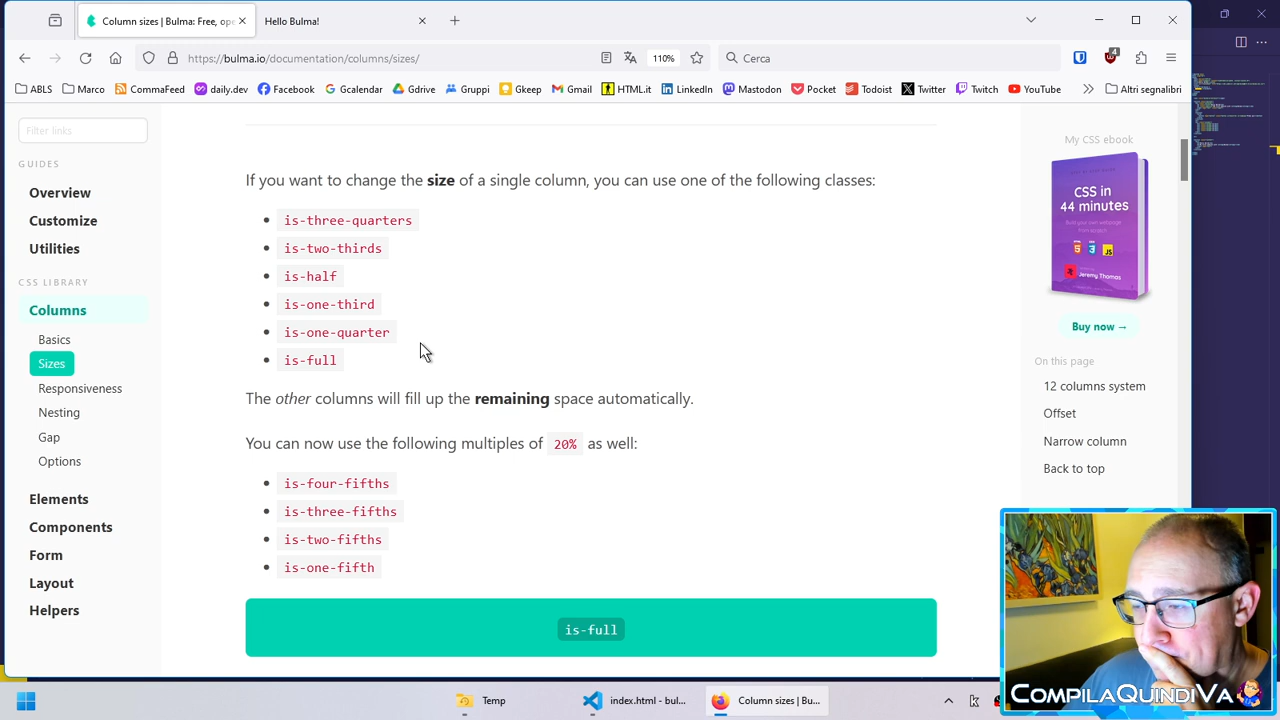 Column sizes | Bulma: Free, ope
Hello Bulma!
https://bulma.io/documentation/columns/sizes/
110%
Cerca
4
ABLS
Marco
CommaFeed
daily.dev
Facebook
Gcalendar
Gdrive
Gruppi
Gkeep
Gmail
HTML.it
LinkedIn
Mastodon
Pocket
Todoist
Twitter
Twitch
YouTube
Altri segnalibri
Filter links
GUIDES
Overview
Customize
Utilities
CSS LIBRARY
Columns
Basics
Sizes
Responsiveness
Nesting
Gap
Options
Elements
Components
Form
Layout
Helpers
If you want to change the size of a single column, you can use one of the following classes:
is-three-quarters
is-two-thirds
is-half
is-one-third
is-one-quarter
is-full
The other columns will fill up the remaining space automatically.
You can now use the following multiples of 20% as well:
is-four-fifths
is-three-fifths
is-two-fifths
is-one-fifth
is-full
My CSS ebook
CSS in
44 minutes
Build your own webpage
from scratch
Jeremy Thomas
Buy now →
On this page
12 columns system
Offset
Narrow column
Back to top
CompilaQuindiVa
Temp
index.html - bul...
Column sizes | Bu...